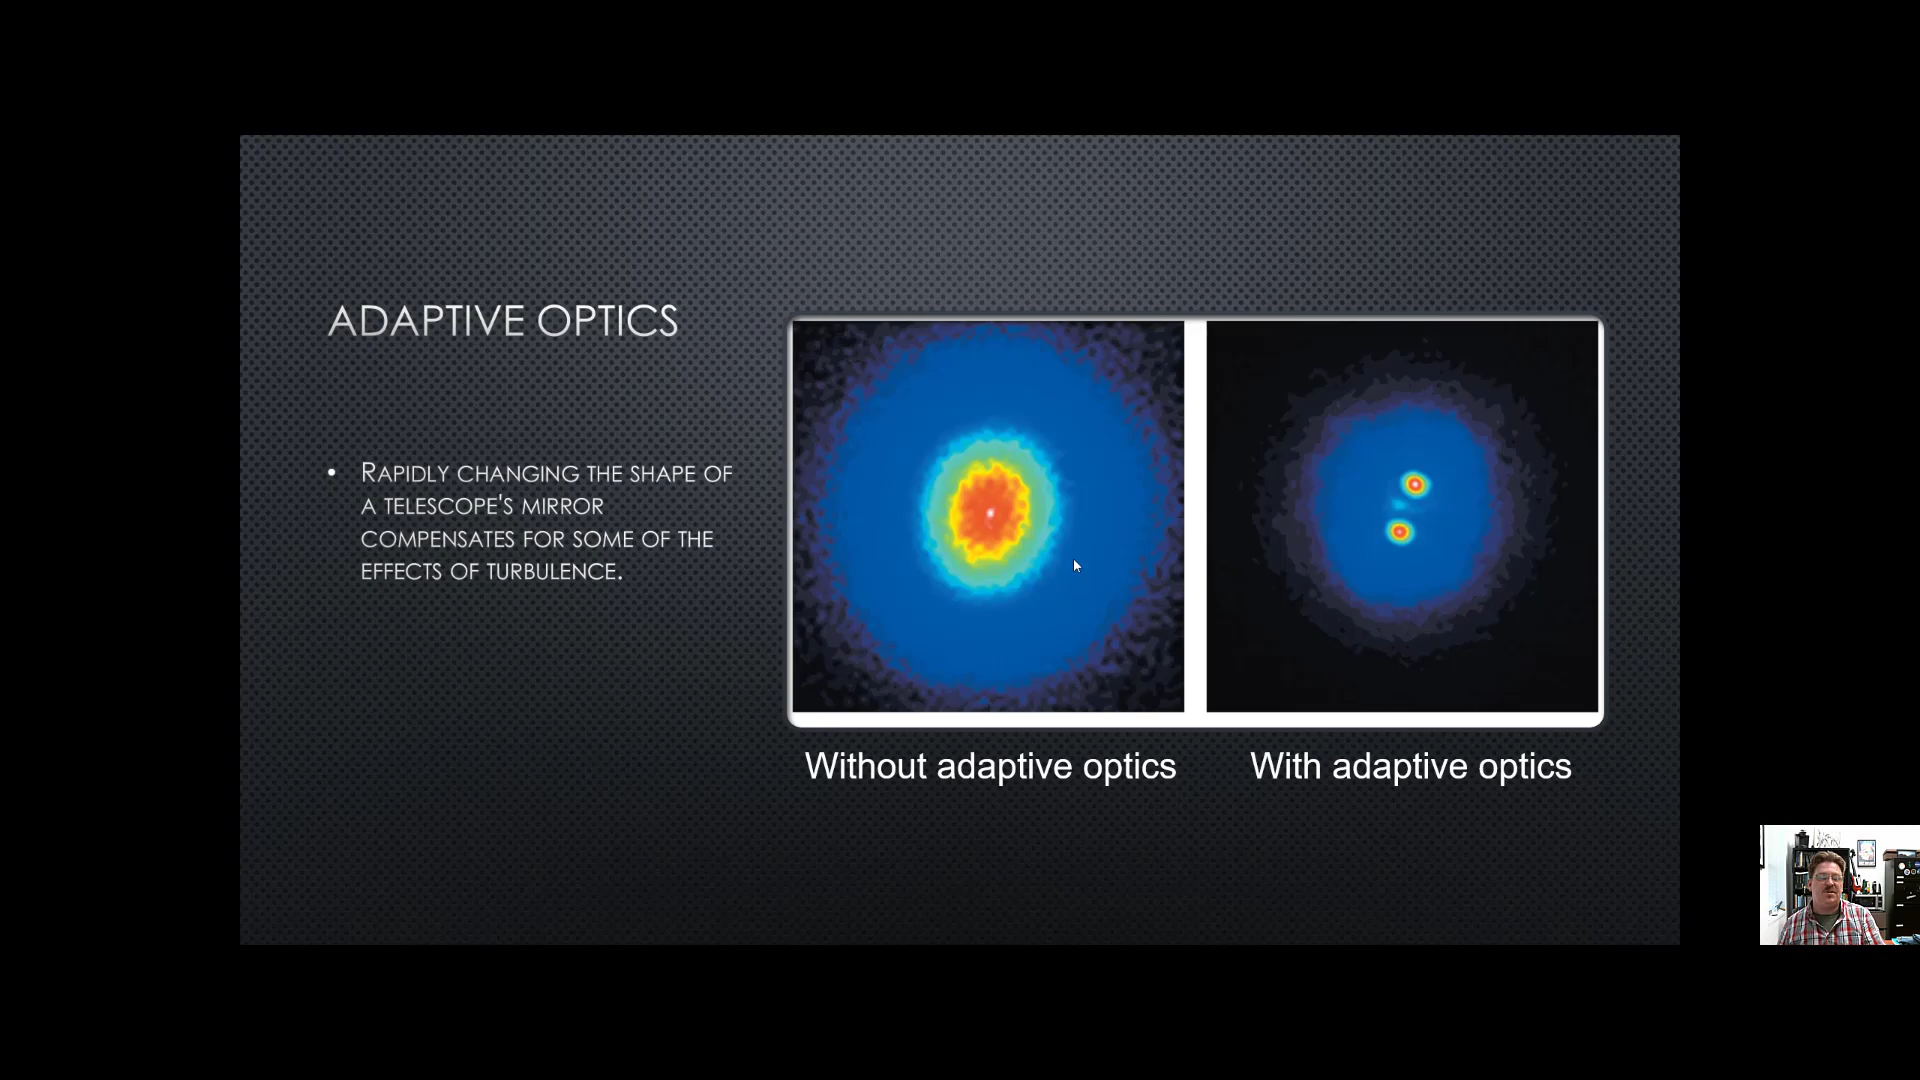 ADAPTIVE OPTICS
• RAPIDLY CHANGING THE SHAPE OF
A TELESCOPE'S MIRROR
COMPENSATES FOR SOME OF THE
EFFECTS OF TURBULENCE.
Without adaptive optics
With adaptive optics